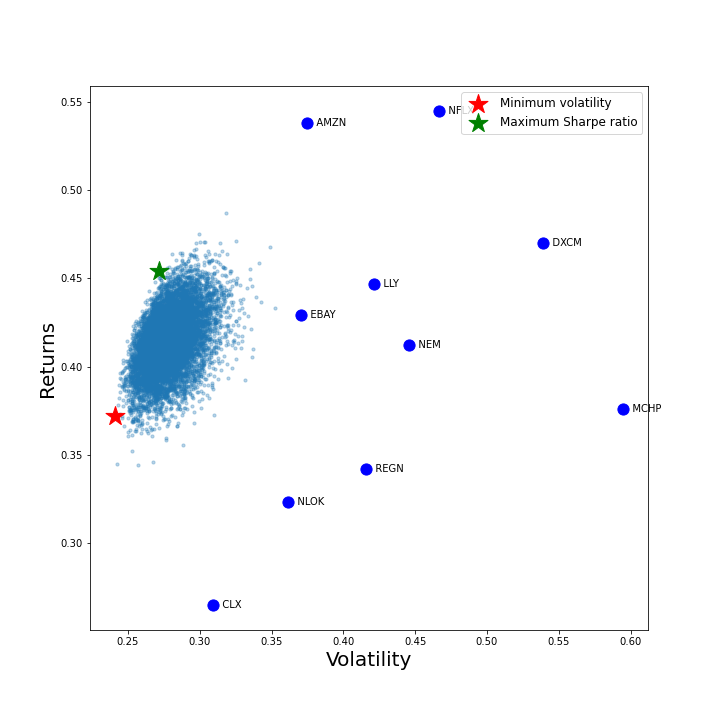 0.55
0.50
0.45
0.40
0.35
0.30
Returns
0.25
0.30
0.35
0.40
0.45
0.50
0.55
0.60
Volatility
Minimum volatility
Maximum Sharpe ratio
AMZN
DXCM
LLY
EBAY
NEM
MCHP
REGN
NLOK
CLX